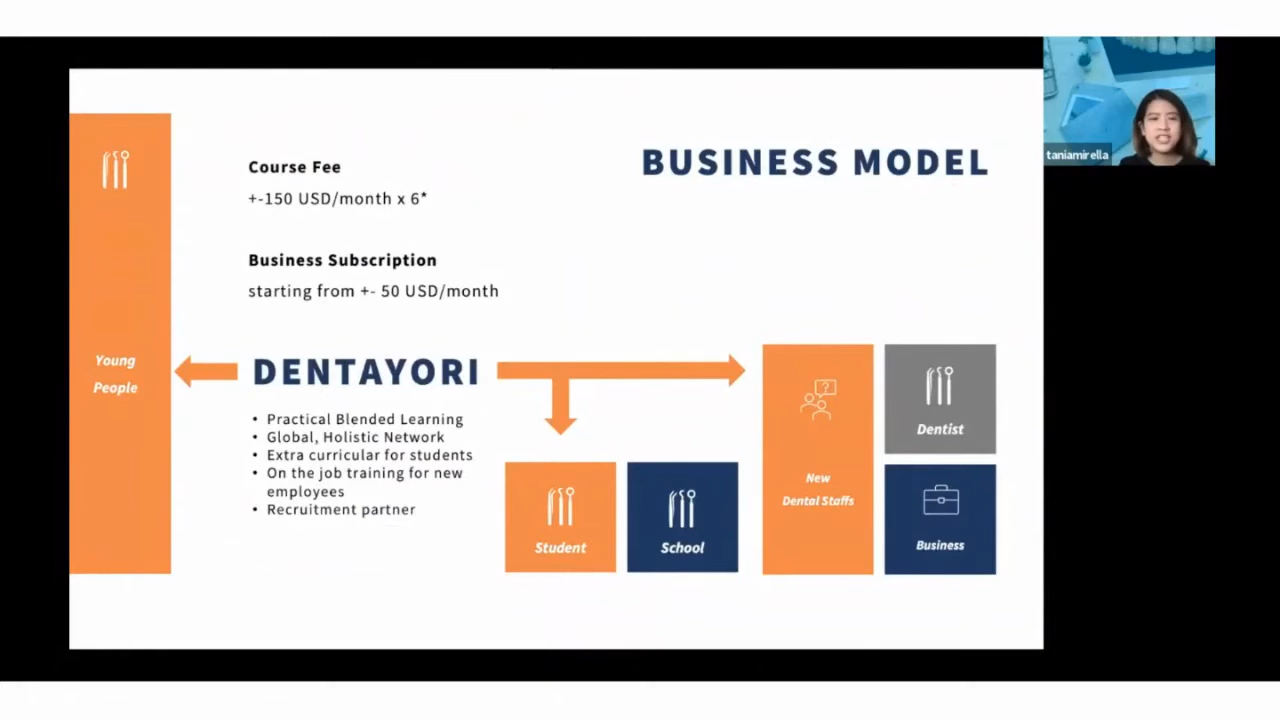 BUSINESS MODEL
taniamirella
Course Fee
+-150 USD/month x 6*
Business Subscription
starting from +- 50 USD/month
Young
People
DENTAYORI
• Practical Blended Learning
• Global, Holistic Network
• Extra curricular for students
• On the job training for new
employees
• Recruitment partner
Student
School
?
New
Dental Staffs
Dentist
Business